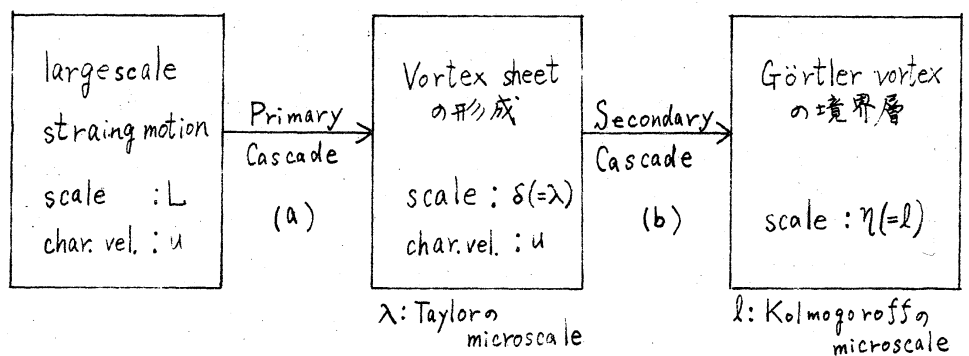 largescale
straing motion
scale : L
char. vel. : u
Primary
Cascade
(a)
Vortex sheet
の形成
scale : δ(=λ)
char. vel. : u
λ: Taylorの
microscale
Secondary
Cascade
(b)
Görtler vortex
の境界層
scale : η(=l)
l: Kolmogoroffの
microscale